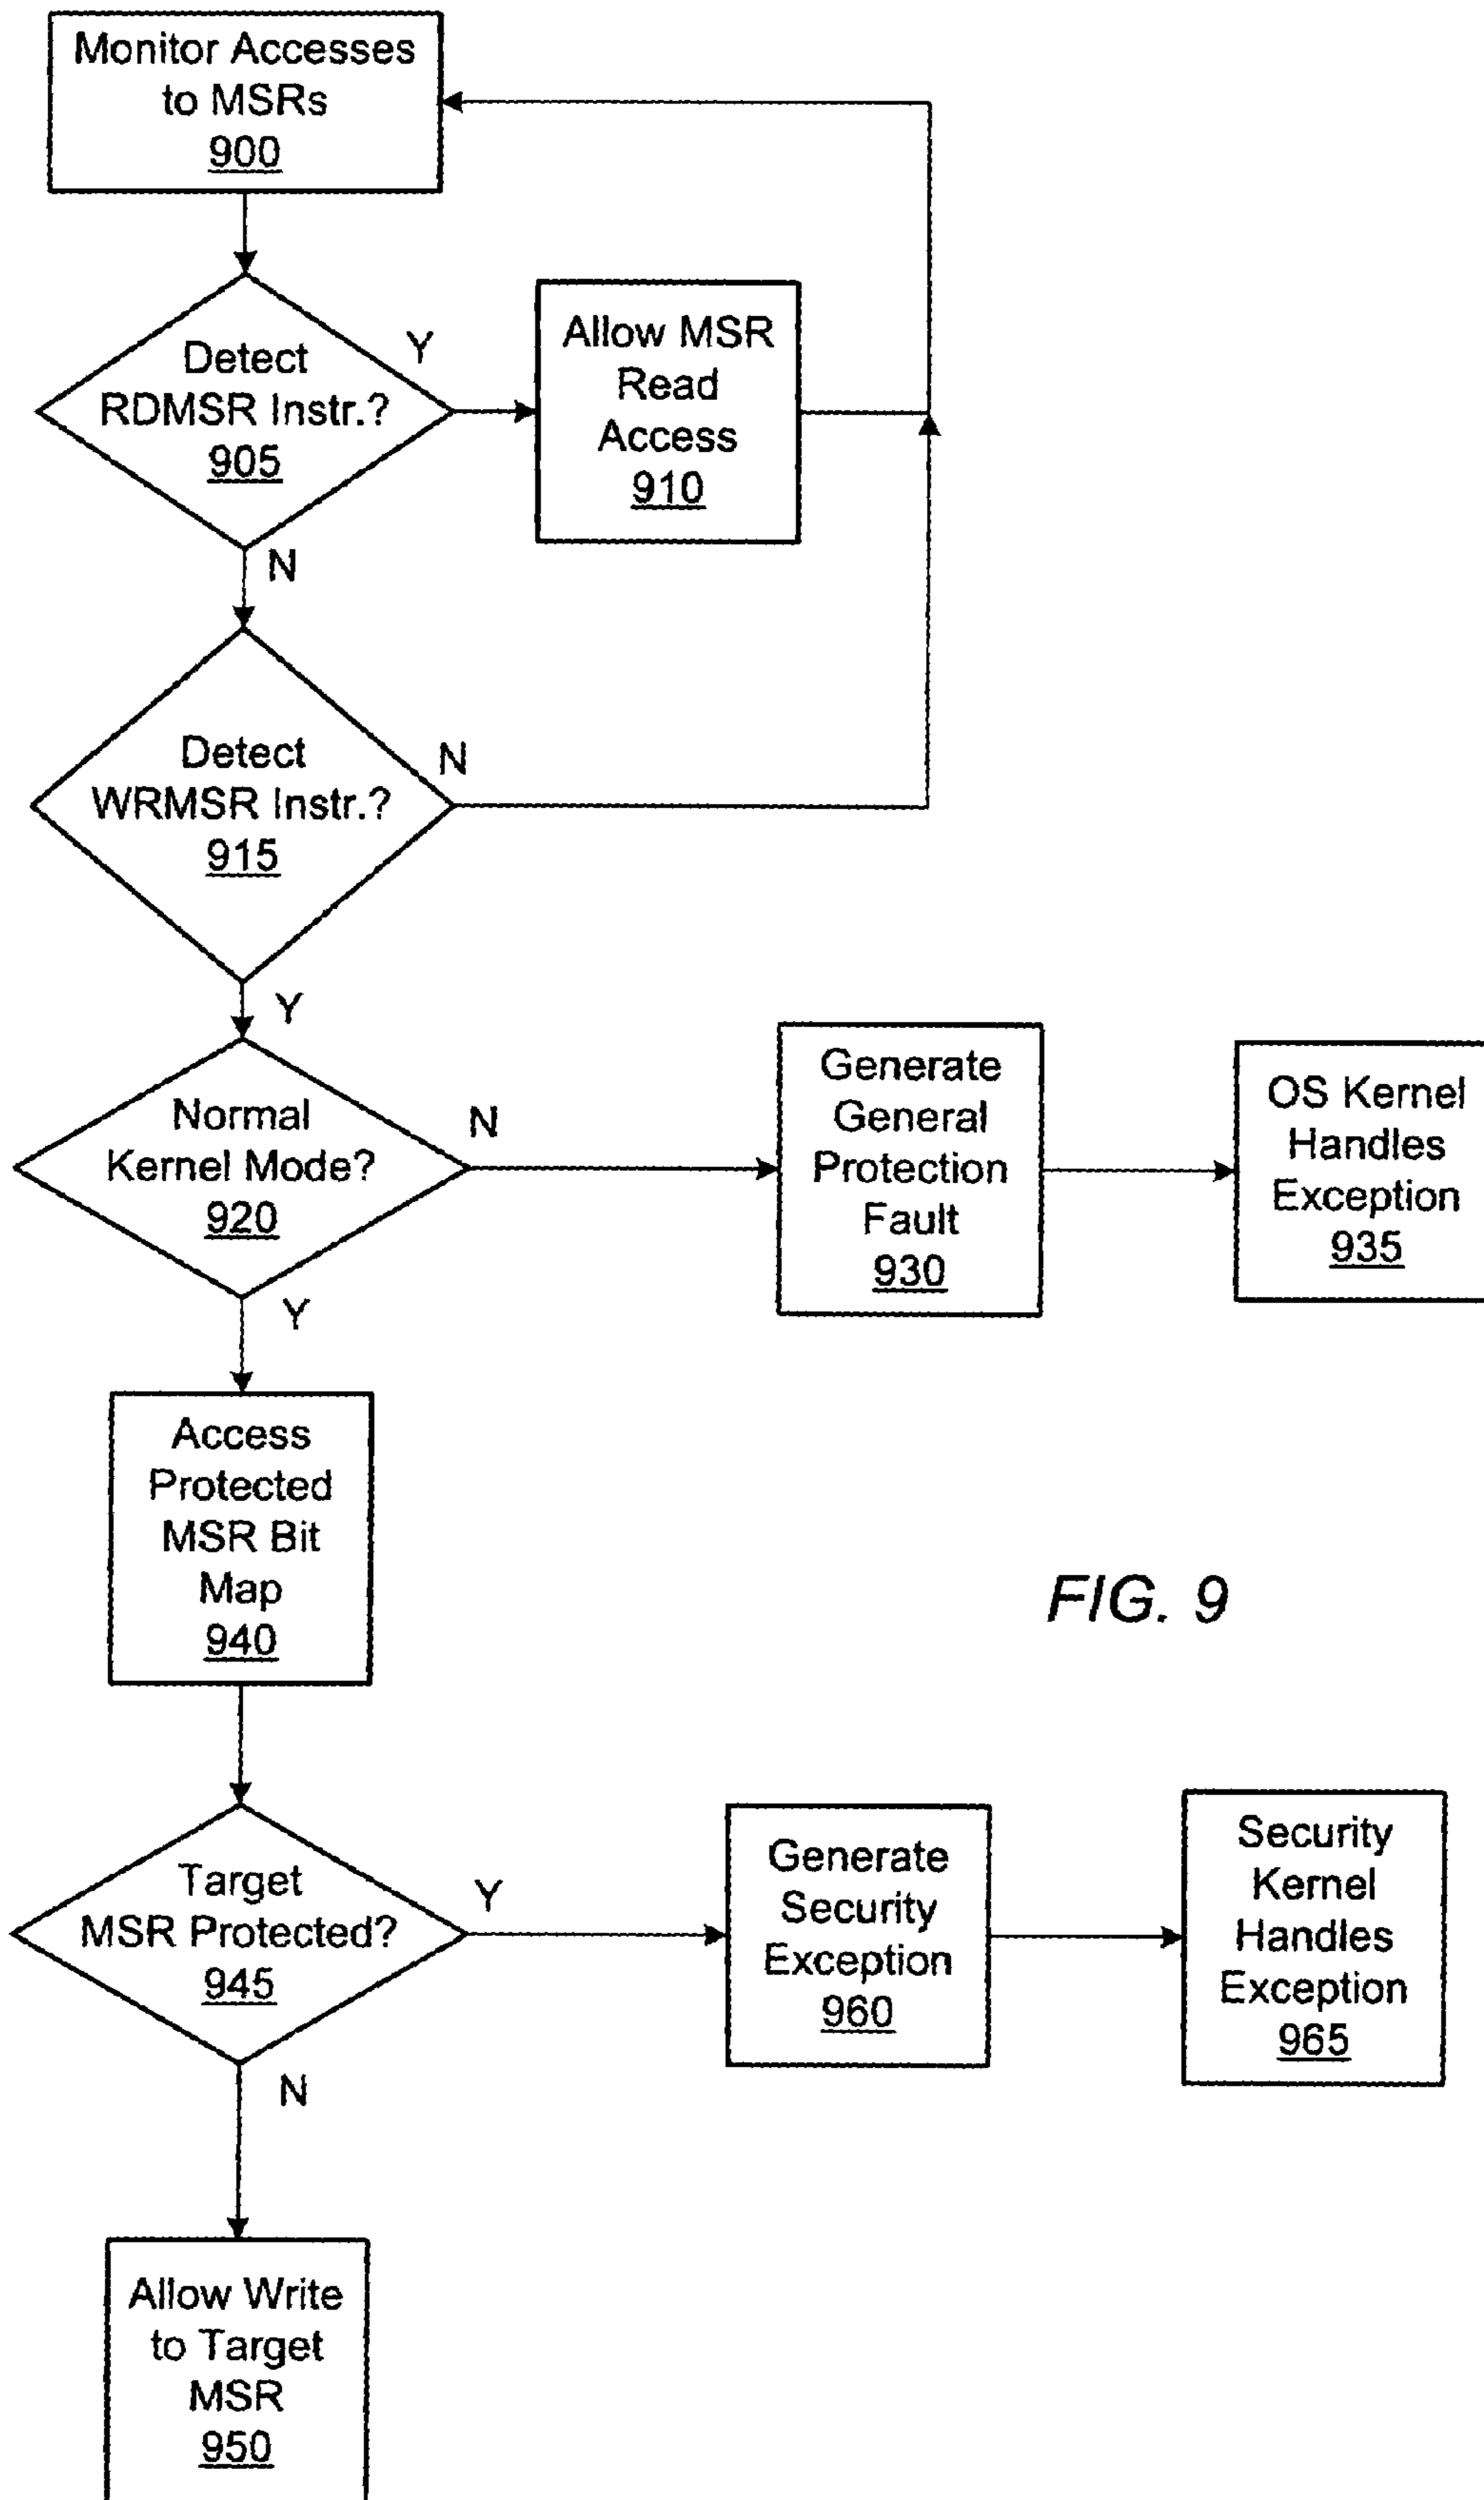 Monitor Accesses
to MSRs
900
Detect
RDMSR Instr.?
905
Y
Allow MSR
Read
Access
910
N
Detect
WRMSR Instr.?
915
N
Y
Normal
Kernel Mode?
920
N
Generate
General
Protection
Fault
930
OS Kernel
Handles
Exception
935
Y
Access
Protected
MSR Bit
Map
940
FIG. 9
Target
MSR Protected?
945
Y
Generate
Security
Exception
960
Security
Kernel
Handles
Exception
965
N
Allow Write
to Target
MSR
950